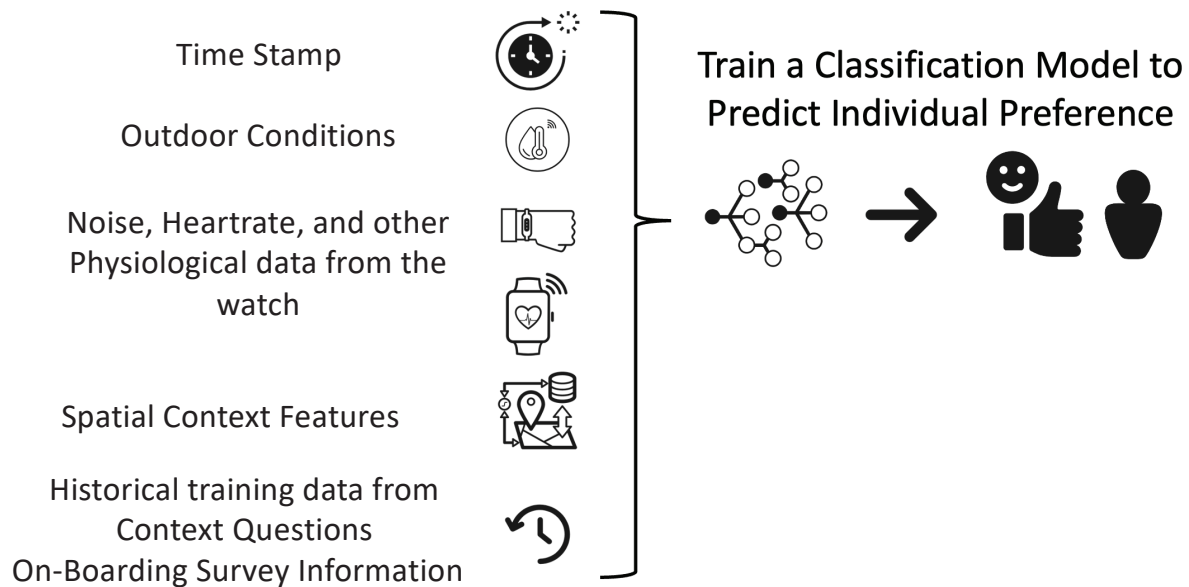 Time Stamp
Outdoor Conditions
Noise, Heartrate, and other
Physiological data from the
watch
Spatial Context Features
Historical training data from
Context Questions
On-Boarding Survey Information
Train a Classification Model to
Predict Individual Preference